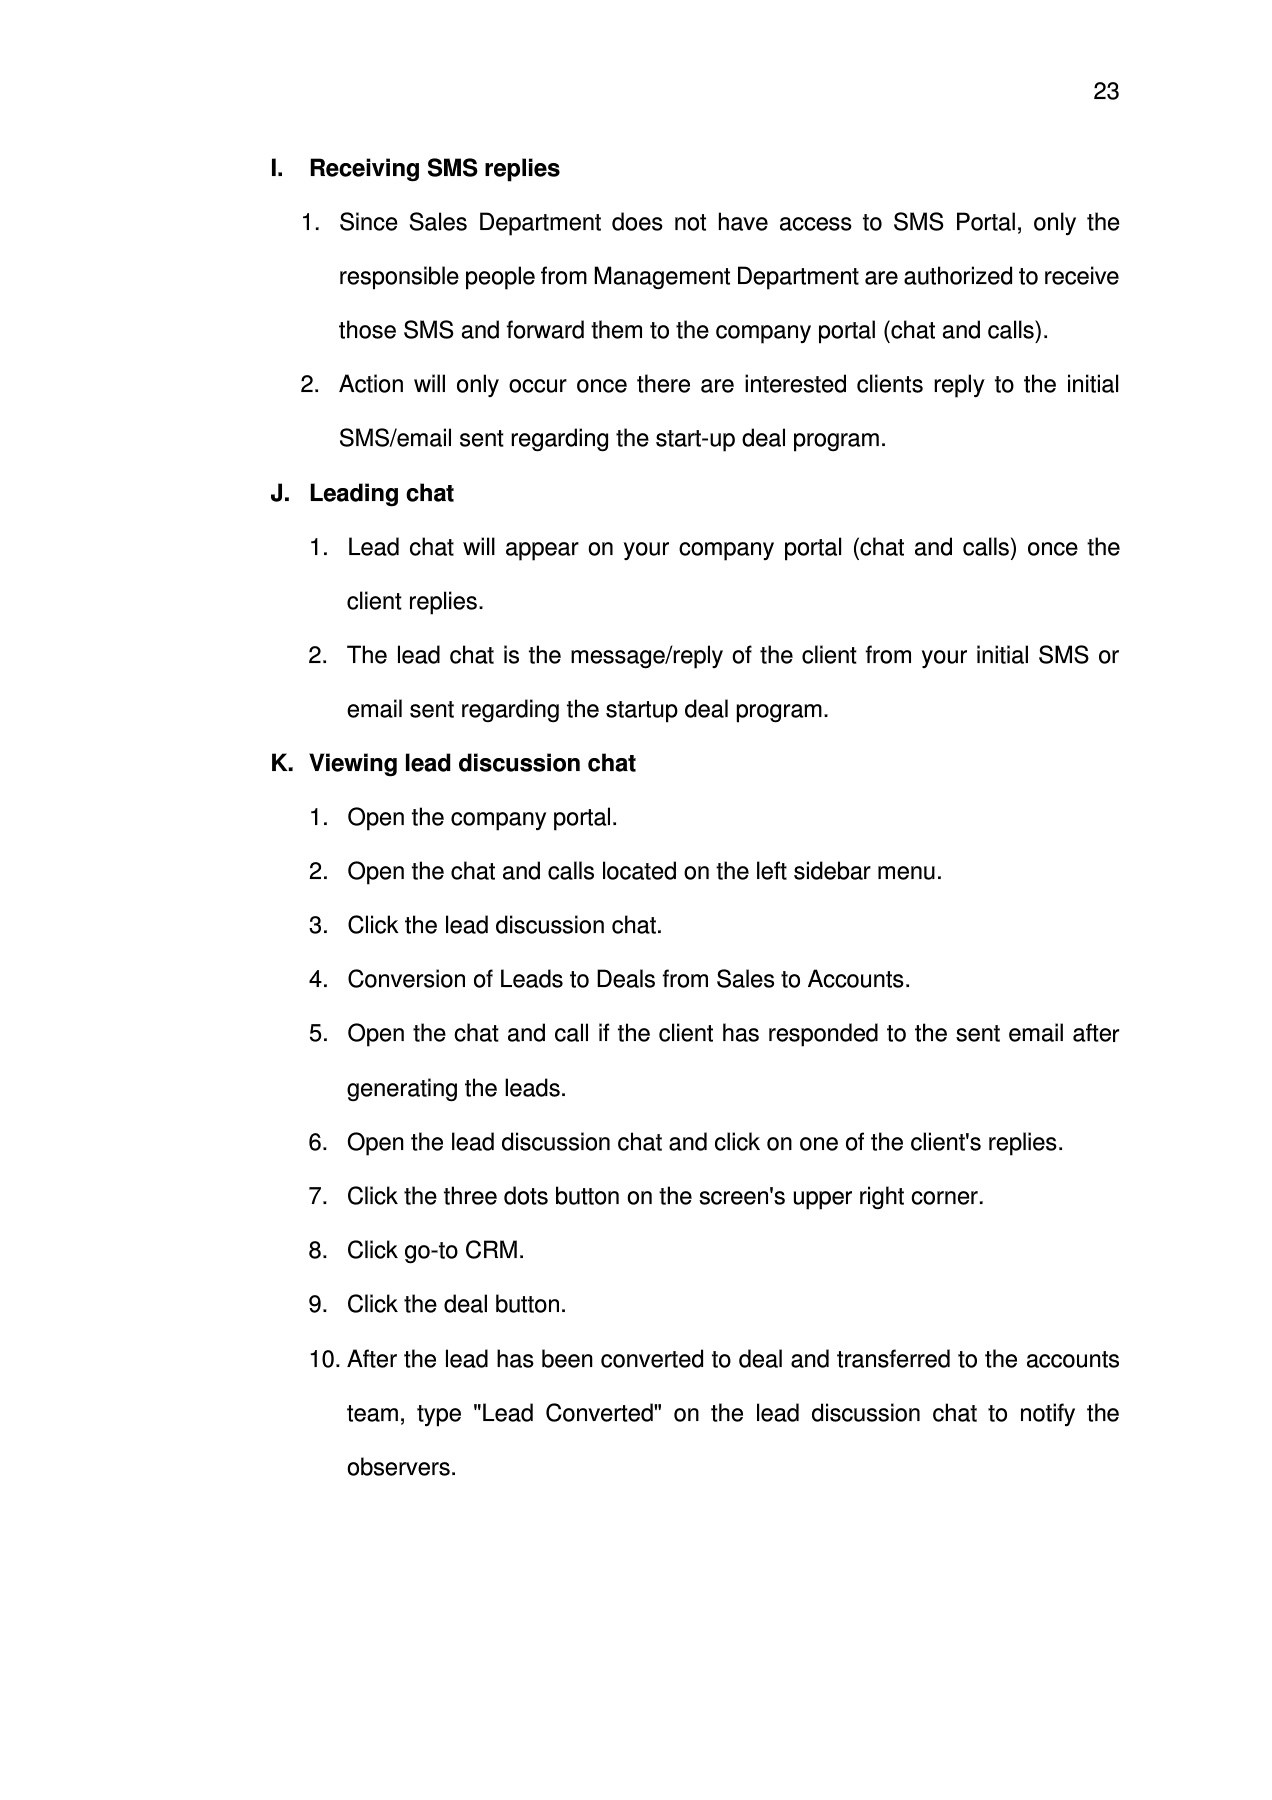 23
I. Receiving SMS replies
1. Since Sales Department does not have access to SMS Portal, only the
responsible people from Management Department are authorized to receive
those SMS and forward them to the company portal (chat and calls).
2. Action will only occur once there are interested clients reply to the initial
SMS/email sent regarding the start-up deal program.
J. Leading chat
1. Lead chat will appear on your company portal (chat and calls) once the
client replies.
2. The lead chat is the message/reply of the client from your initial SMS or
email sent regarding the startup deal program.
K. Viewing lead discussion chat
1. Open the company portal.
2. Open the chat and calls located on the left sidebar menu.
3. Click the lead discussion chat.
4. Conversion of Leads to Deals from Sales to Accounts.
5. Open the chat and call if the client has responded to the sent email after
generating the leads.
6. Open the lead discussion chat and click on one of the client's replies.
7. Click the three dots button on the screen's upper right corner.
8. Click go-to CRM.
9. Click the deal button.
10. After the lead has been converted to deal and transferred to the accounts
team, type "Lead Converted" on the lead discussion chat to notify the
observers.